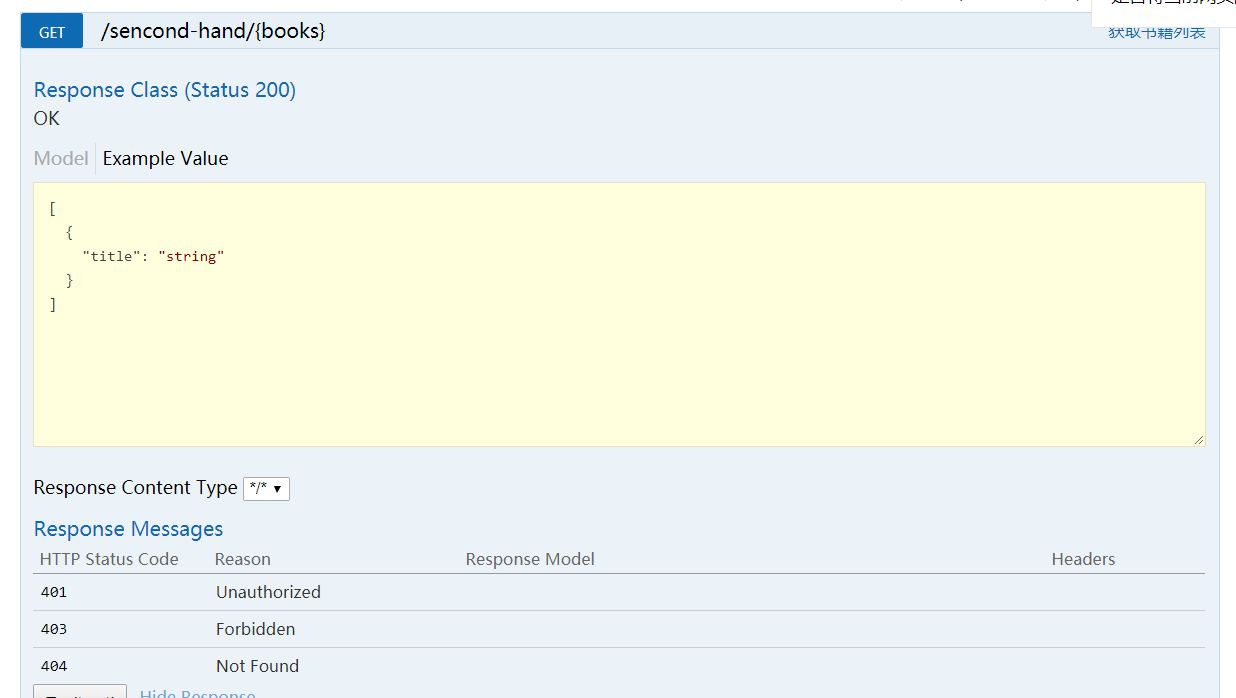 GET /sencond-hand/{books} 获取书籍列表
Response Class (Status 200)
OK
Model Example Value
[
{
"title": "string"
}
]
Response Content Type */*
Response Messages
HTTP Status Code Reason Response Model Headers
401 Unauthorized
403 Forbidden
404 Not Found
Hide Response